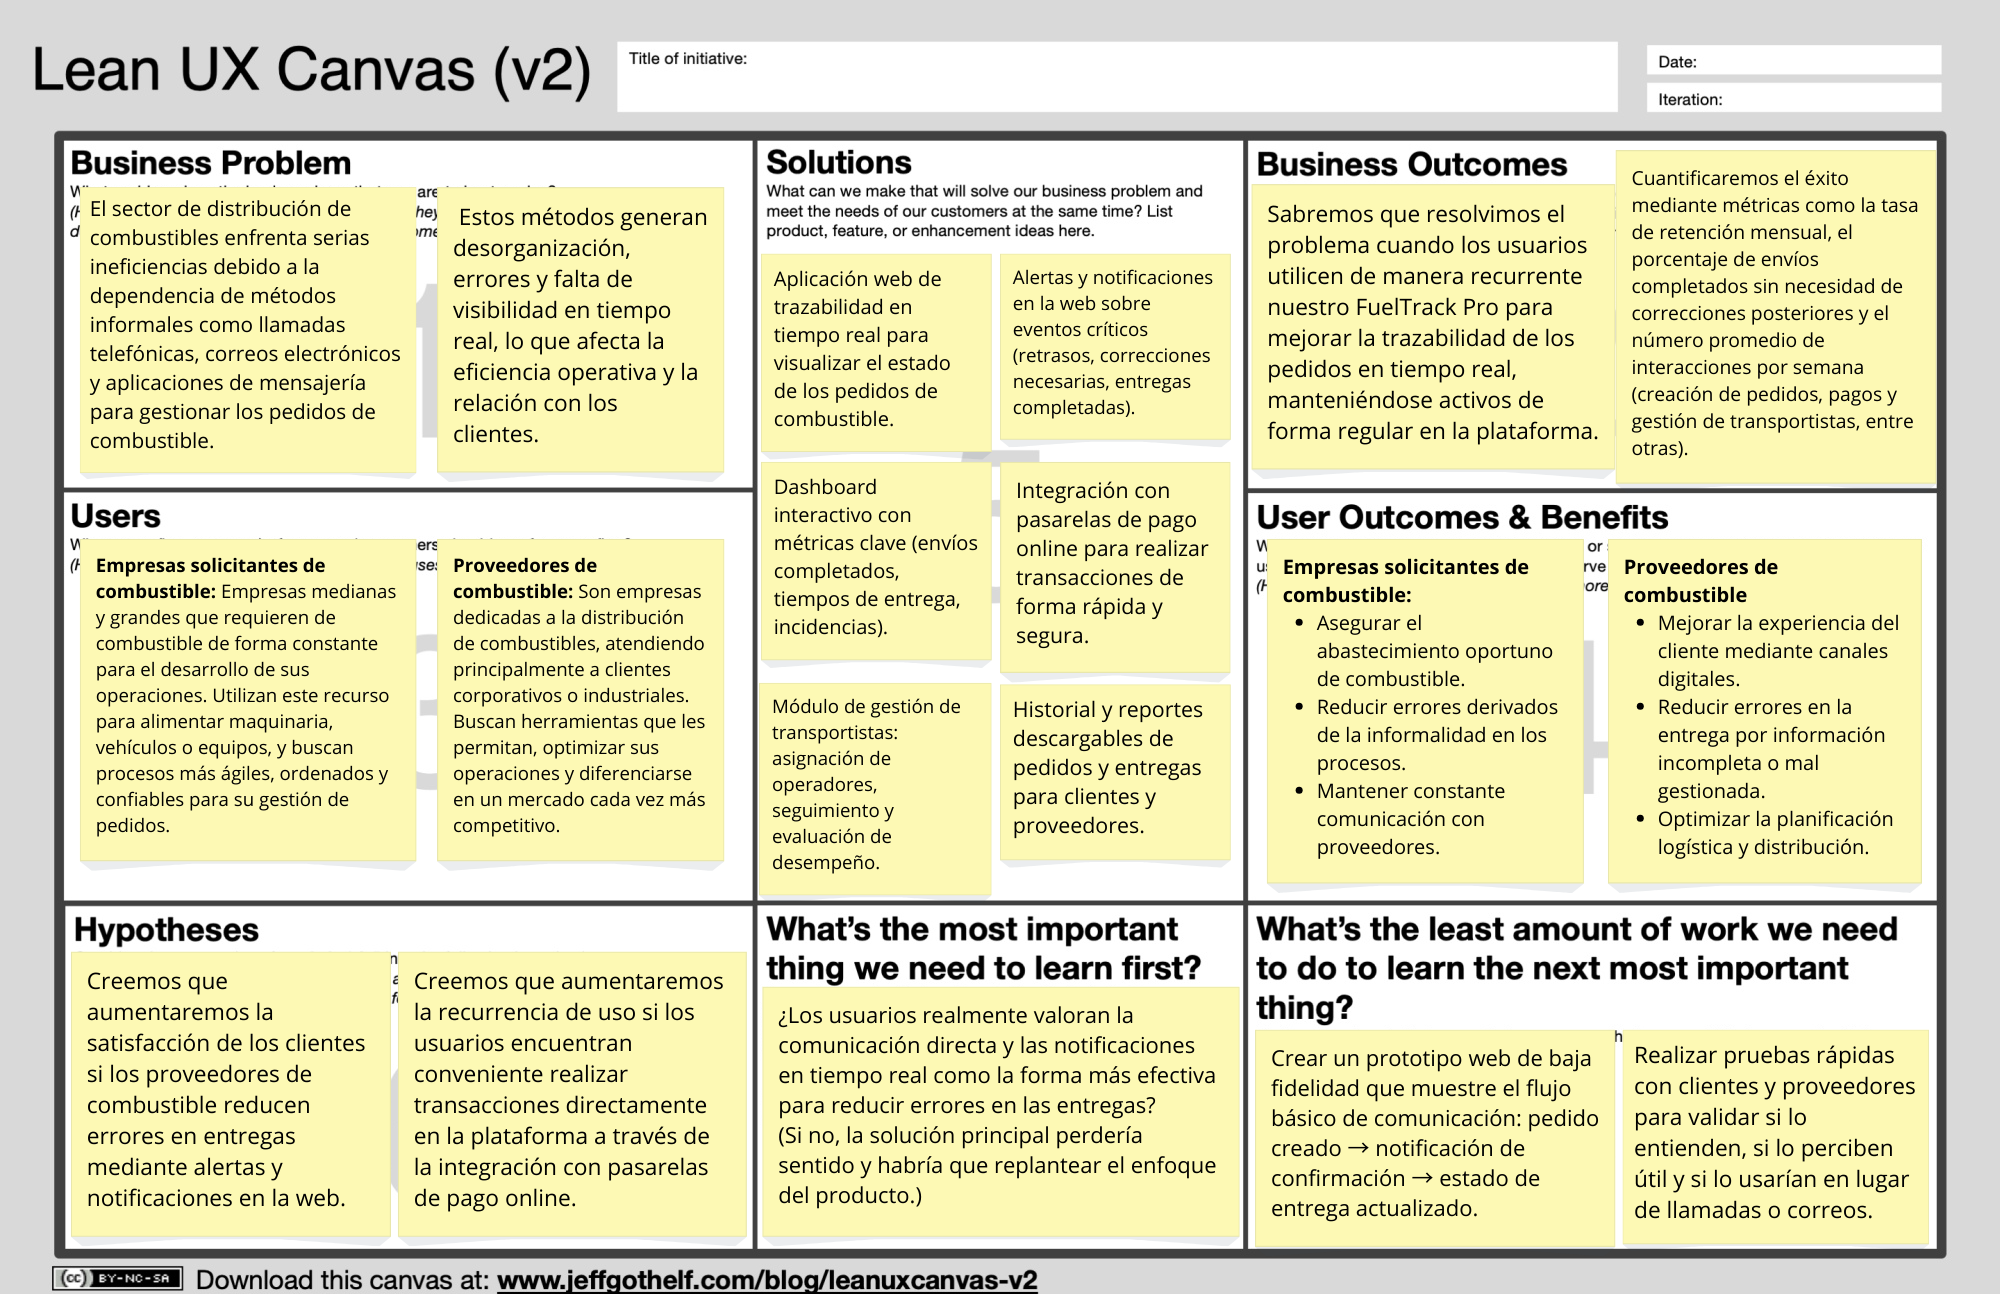 Lean UX Canvas (v2)
Title of initiative:
Date:
Iteration:
Business Problem
El sector de distribución de
combustibles enfrenta serias
ineficiencias debido a la
dependencia de métodos
informales como llamadas
telefónicas, correos electrónicos
y aplicaciones de mensajería
para gestionar los pedidos de
combustible.
Estos métodos generan
desorganización,
errores y falta de
visibilidad en tiempo
real, lo que afecta la
eficiencia operativa y la
relación con los
clientes.
Solutions
What can we make that will solve our business problem and
meet the needs of our customers at the same time? List
product, feature, or enhancement ideas here.
Aplicación web de
trazabilidad en
tiempo real para
visualizar el estado
de los pedidos de
combustible.
Alertas y notificaciones
en la web sobre
eventos críticos
(retrasos, correcciones
necesarias, entregas
completadas).
Dashboard
interactivo con
métricas clave (envíos
completados,
tiempos de entrega,
incidencias).
Integración con
pasarelas de pago
online para realizar
transacciones de
forma rápida y
segura.
Módulo de gestión de
transportistas:
asignación de
operadores,
seguimiento y
evaluación de
desempeño.
Historial y reportes
descargables de
pedidos y entregas
para clientes y
proveedores.
Business Outcomes
Sabremos que resolvimos el
problema cuando los usuarios
utilicen de manera recurrente
nuestro FuelTrack Pro para
mejorar la trazabilidad de los
pedidos en tiempo real,
manteniéndose activos de
forma regular en la plataforma.
Cuantificaremos el éxito
mediante métricas como la tasa
de retención mensual, el
porcentaje de envíos
completados sin necesidad de
correcciones posteriores y el
número promedio de
interacciones por semana
(creación de pedidos, pagos y
gestión de transportistas, entre
otras).
Users
Empresas solicitantes de
combustible: Empresas medianas
y grandes que requieren de
combustible de forma constante
para el desarrollo de sus
operaciones. Utilizan este recurso
para alimentar maquinaria,
vehículos o equipos, y buscan
procesos más ágiles, ordenados y
confiables para su gestión de
pedidos.
Proveedores de
combustible: Son empresas
dedicadas a la distribución
de combustibles, atendiendo
principalmente a clientes
corporativos o industriales.
Buscan herramientas que les
permitan, optimizar sus
operaciones y diferenciarse
en un mercado cada vez más
competitivo.
User Outcomes & Benefits
Empresas solicitantes de
combustible:
• Asegurar el
abastecimiento oportuno
de combustible.
• Reducir errores derivados
de la informalidad en los
procesos.
• Mantener constante
comunicación con
proveedores.
Proveedores de
combustible
• Mejorar la experiencia del
cliente mediante canales
digitales.
• Reducir errores en la
entrega por información
incompleta o mal
gestionada.
• Optimizar la planificación
logística y distribución.
Hypotheses
Creemos que
aumentaremos la
satisfacción de los clientes
si los proveedores de
combustible reducen
errores en entregas
mediante alertas y
notificaciones en la web.
Creemos que aumentaremos
la recurrencia de uso si los
usuarios encuentran
conveniente realizar
transacciones directamente
en la plataforma a través de
la integración con pasarelas
de pago online.
What's the most important
thing we need to learn first?
¿Los usuarios realmente valoran la
comunicación directa y las notificaciones
en tiempo real como la forma más efectiva
para reducir errores en las entregas?
(Si no, la solución principal perdería
sentido y habría que replantear el enfoque
del producto.)
What's the least amount of work we need
to do to learn the next most important
thing?
Crear un prototipo web de baja
fidelidad que muestre el flujo
básico de comunicación: pedido
creado → notificación de
confirmación → estado de
entrega actualizado.
Realizar pruebas rápidas
con clientes y proveedores
para validar si lo
entienden, si lo perciben
útil y si lo usarían en lugar
de llamadas o correos.
(cc) BY-NC-SA
Download this canvas at: www.jeffgothelf.com/blog/leanuxcanvas-v2